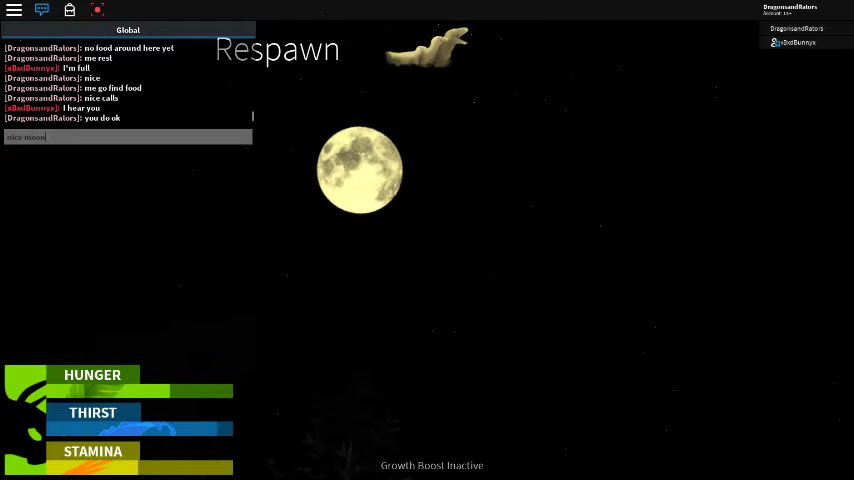 Global
DragonsandRators
Account: 13+
DragonsandRators
xBxdBunnyx
[DragonsandRators]: no food around here yet
[DragonsandRators]: me rest
[xBxdBunnyx]: I'm full
[DragonsandRators]: nice
[DragonsandRators]: me go find food
[DragonsandRators]: nice calls
[xBxdBunnyx]: I hear you
[DragonsandRators]: you do ok
nice moon
Respawn
HUNGER
THIRST
STAMINA
Growth Boost Inactive